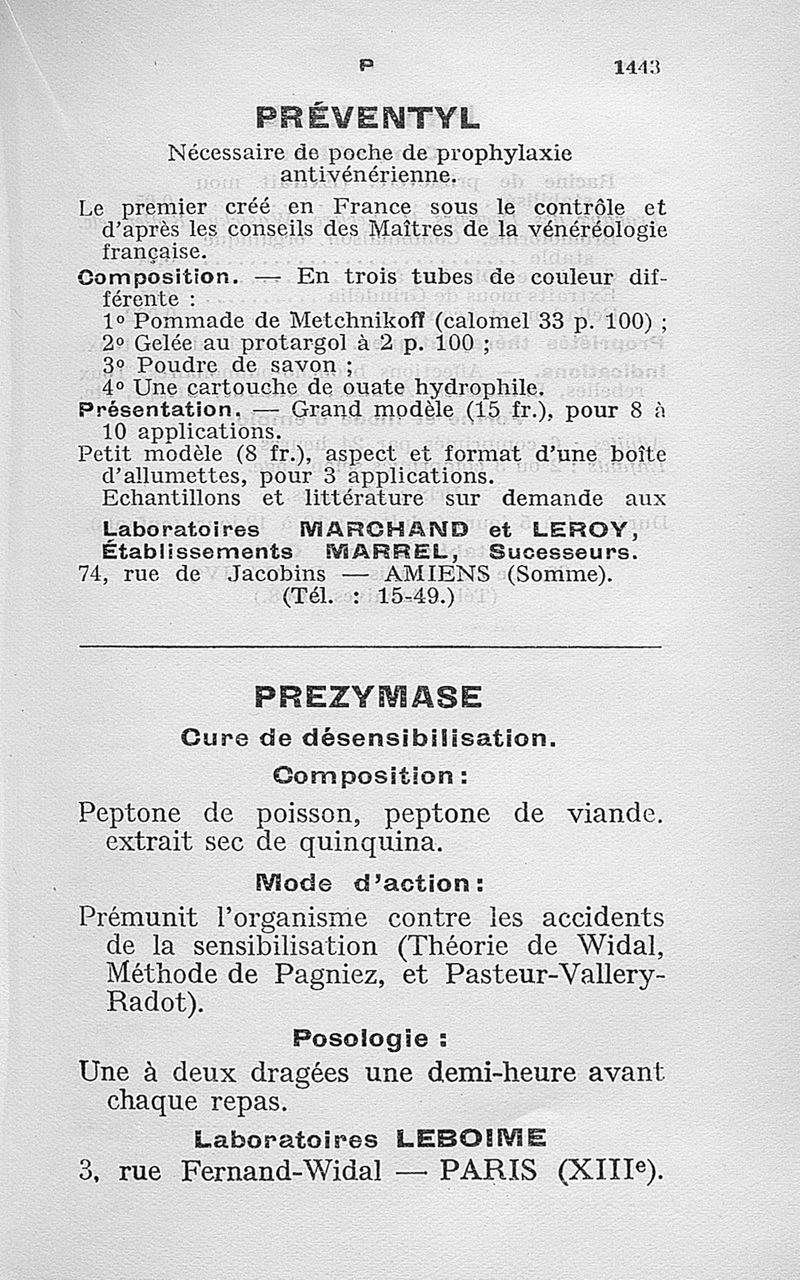 P 1443
PRÉVENTYL
Nécessaire de poche de prophylaxie
antivénérienne.
Le premier créé en France sous le contrôle et
d'après les conseils des Maîtres de la vénéréologie
française.
Composition. — En trois tubes de couleur dif-
férente :
1º Pommade de Metchnikoff (calomel 33 p. 100) ;
2º Gelée au protargol à 2 p. 100 ;
3º Poudre de savon ;
4º Une cartouche de ouate hydrophile.
Présentation. — Grand modèle (15 fr.), pour 8 à
10 applications.
Petit modèle (8 fr.), aspect et format d'une boîte
d'allumettes, pour 3 applications.
Echantillons et littérature sur demande aux
Laboratoires MARCHAND et LEROY,
Établissements MARREL, Sucesseurs.
74, rue de Jacobins — AMIENS (Somme).
(Tél. : 15-49.)
PREZYMASE
Cure de désensibilisation.
Composition :
Peptone de poisson, peptone de viande.
extrait sec de quinquina.
Mode d'action :
Prémunit l'organisme contre les accidents
de la sensibilisation (Théorie de Widal,
Méthode de Pagniez, et Pasteur-Vallery-
Radot).
Posologie :
Une à deux dragées une demi-heure avant
chaque repas.
Laboratoires LEBOIME
3, rue Fernand-Widal — PARIS (XIIIe).